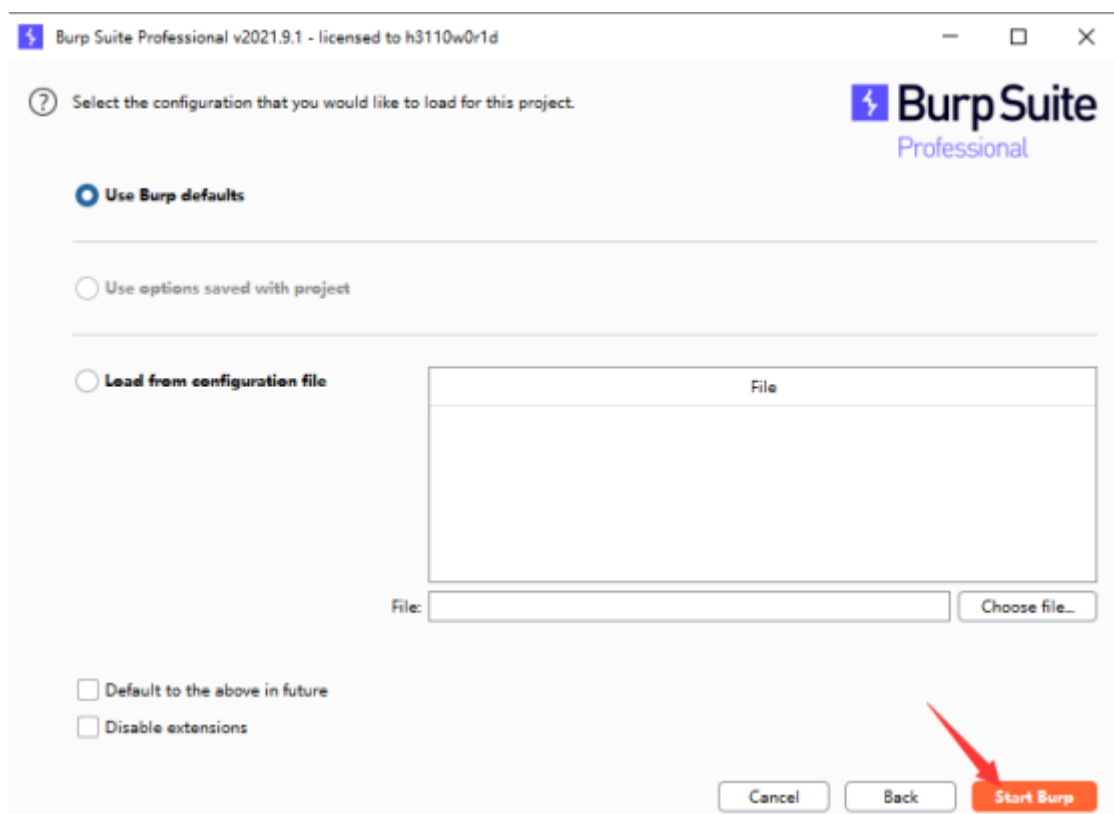 Burp Suite Professional v2021.9.1 - licensed to h3110w0r1d
Select the configuration that you would like to load for this project.
Burp Suite
Professional
Use Burp defaults
Use options saved with project
Load from configuration file
File
File:
Choose file...
Default to the above in future
Disable extensions
Cancel
Back
Start Burp